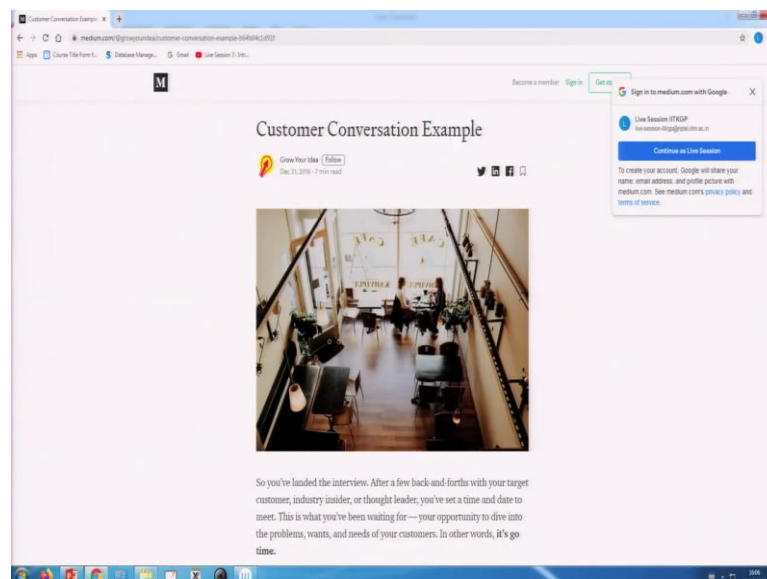 Customer Conversation Exampl
medium.com/@growyouridea/customer-conversation-example-
Apps Course Title Form f... Database Manage... Gmail Live Session 2- Intr...
M
Become a member Sign in Get
Sign in to medium.com with Google
L
Live Session IITKGP
Continue as Live Session
To create your account, Google will share your
name, email address, and profile picture with
medium.com. See medium.com's privacy policy and
terms of service.
Customer Conversation Example
Grow Your Idea Follow
Dec 31, 2016 · 7 min read
CAFE
So you've landed the interview. After a few back-and-forths with your target
customer, industry insider, or thought leader, you've set a time and date to
meet. This is what you've been waiting for — your opportunity to dive into
the problems, wants, and needs of your customers. In other words, it's go
time.